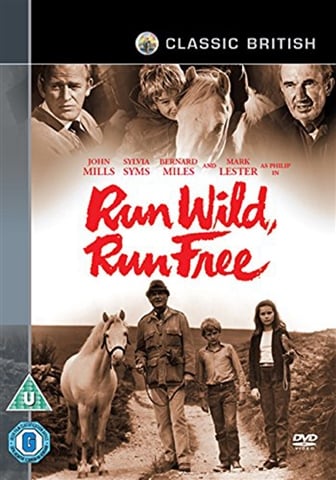 CLASSIC BRITISH
JOHN MILLS
SYLVIA SYMS
BERNARD MILES
AND
MARK LESTER
AS PHILIP IN
Run Wild,
Run Free
U
DVD
VIDEO